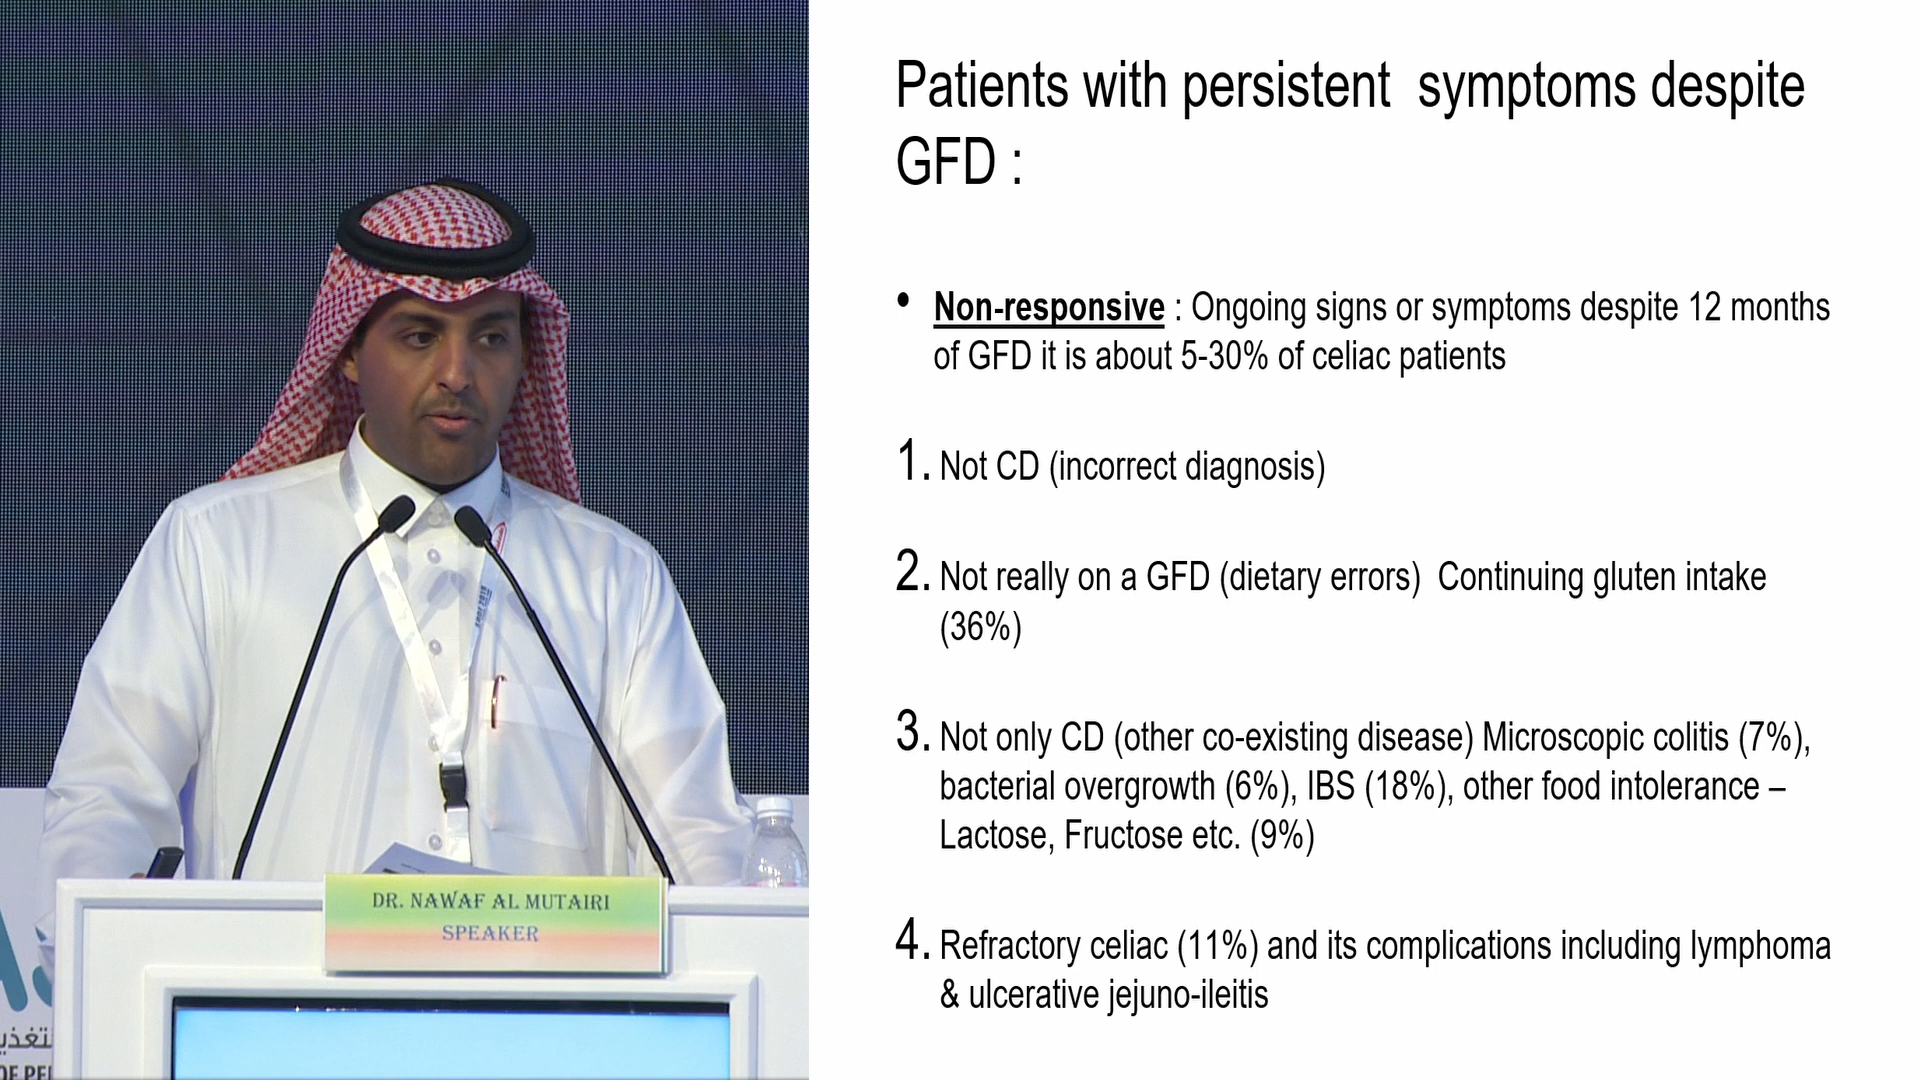 Patients with persistent  symptoms despite
GFD :
• Non-responsive : Ongoing signs or symptoms despite 12 months
of GFD it is about 5-30% of celiac patients
1. Not CD (incorrect diagnosis)
2. Not really on a GFD (dietary errors)  Continuing gluten intake
(36%)
3. Not only CD (other co-existing disease) Microscopic colitis (7%),
bacterial overgrowth (6%), IBS (18%), other food intolerance –
Lactose, Fructose etc. (9%)
4. Refractory celiac (11%) and its complications including lymphoma
& ulcerative jejuno-ileitis
DR. NAWAF AL MUTAIRI
SPEAKER
OF